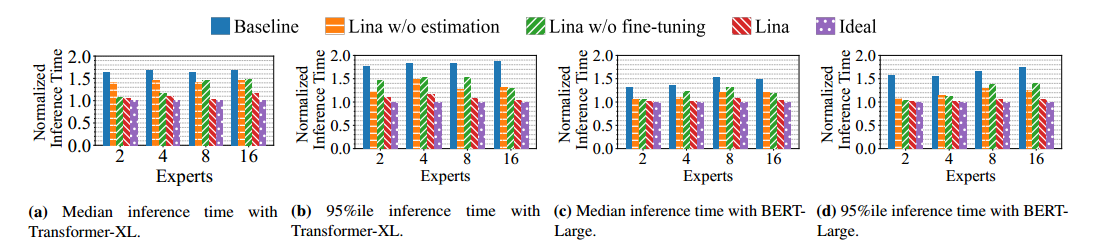 Baseline Lina w/o estimation Lina w/o fine-tuning Lina Ideal
Normalized Inference Time
2.0
1.5
1.0
0.5
0.0
2 4 8 16
Experts
(a) Median inference time with
Transformer-XL.
Normalized Inference Time
2.0
1.5
1.0
0.5
0.0
2 4 8 16
Experts
(b) 95%ile inference time with
Transformer-XL.
Normalized Inference Time
2.0
1.5
1.0
0.5
0.0
2 4 8 16
Experts
(c) Median inference time with BERT-
Large.
Normalized Inference Time
2.0
1.5
1.0
0.5
0.0
2 4 8 16
Experts
(d) 95%ile inference time with BERT-
Large.